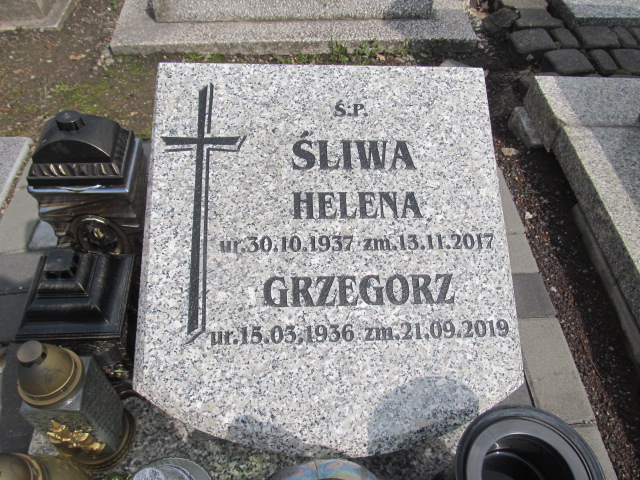 Ś.P.
ŚLIWA
HELENA
ur.30.10.1937 zm.13.11.2017
GRZEGORZ
ur.15.03.1936 zm.21.09.2019